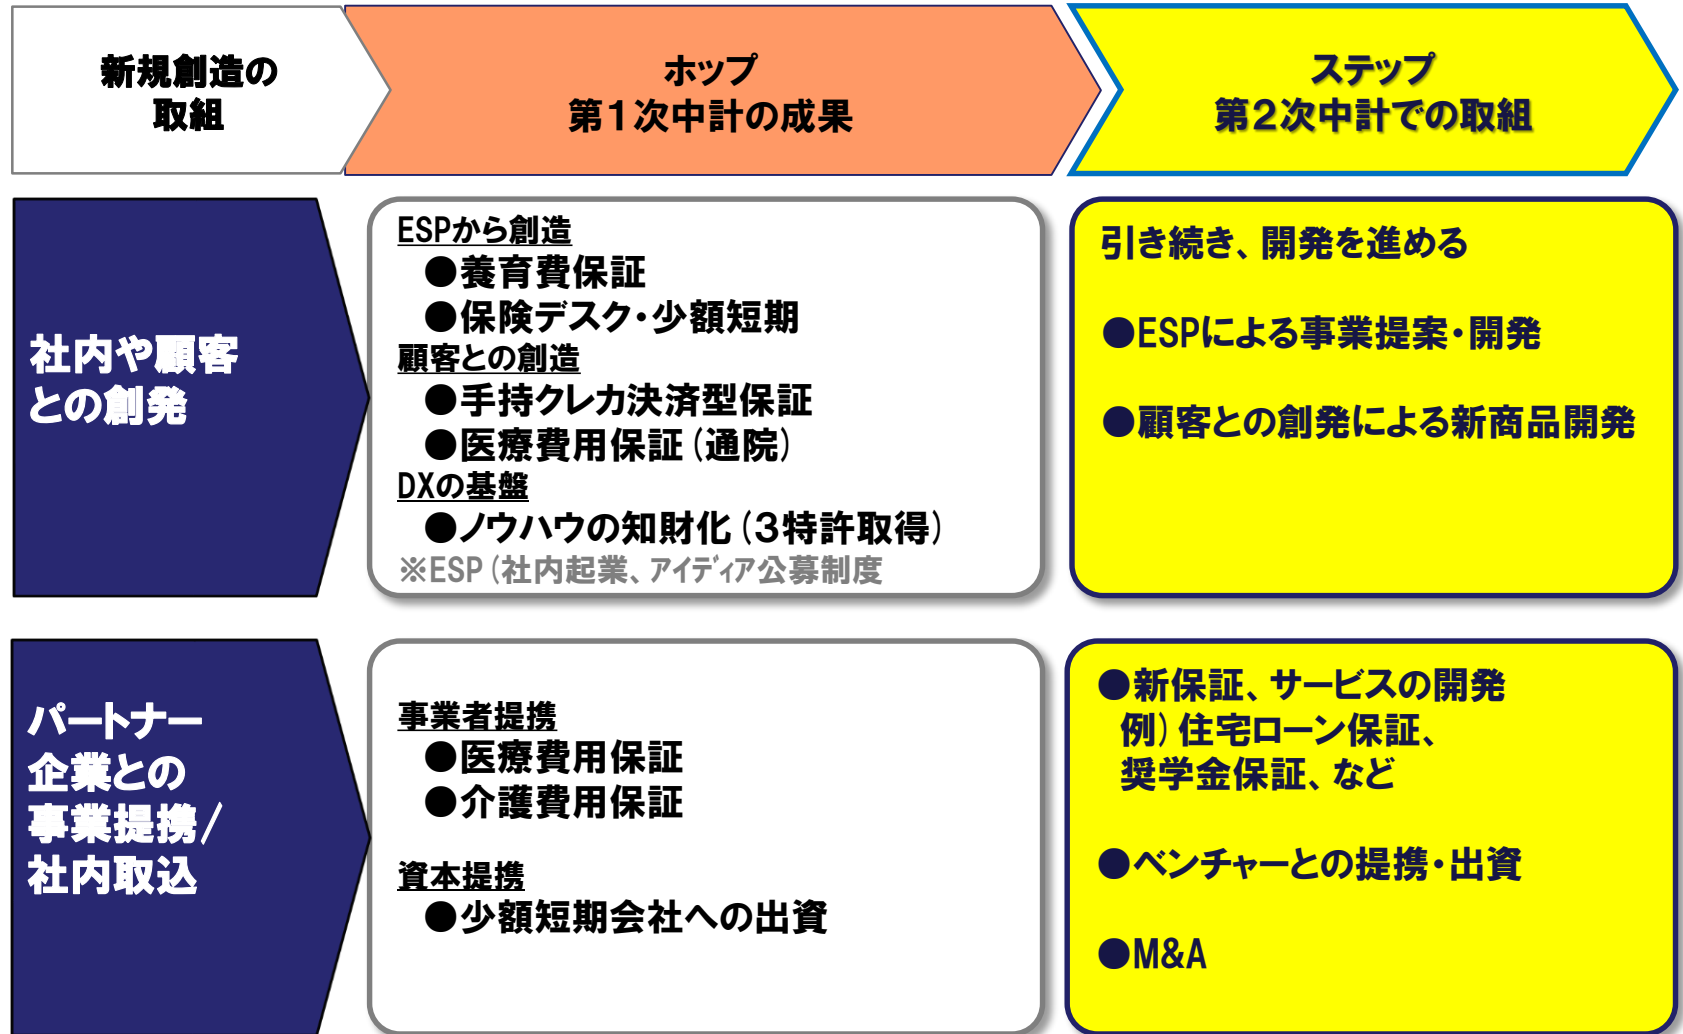 新規創造の
取組
ホップ
第1次中計の成果
ステップ
第2次中計での取組
社内や顧客
との創発
ESPから創造
●養育費保証
●保険デスク・少額短期
顧客との創造
●手持クレカ決済型保証
●医療費用保証(通院)
DXの基盤
●ノウハウの知財化(3特許取得)
※ESP(社内起業、アイディア公募制度
引き続き、開発を進める
●ESPによる事業提案・開発
●顧客との創発による新商品開発
パートナー
企業との
事業提携/
社内取込
事業者提携
●医療費用保証
●介護費用保証
資本提携
●少額短期会社への出資
●新保証、サービスの開発
例)住宅ローン保証、
奨学金保証、など
●ベンチャーとの提携・出資
●M&A